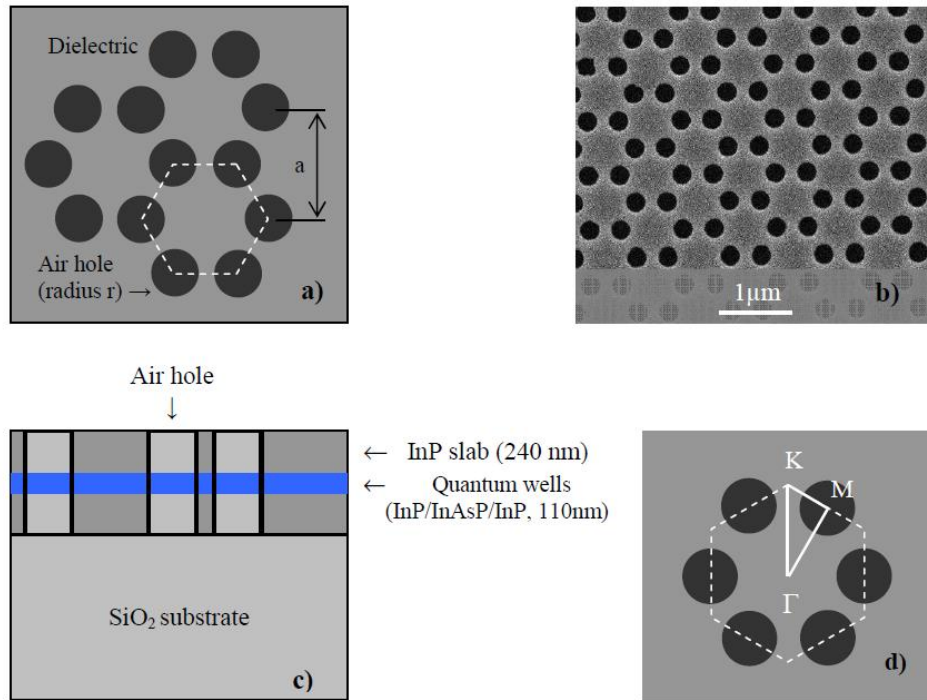 Dielectric
a
Air hole
(radius r) →
a)
1μm
b)
Air hole
↓
← InP slab (240 nm)
← Quantum wells
(InP/InAsP/InP, 110nm)
SiO₂ substrate
c)
K
M
Γ
d)